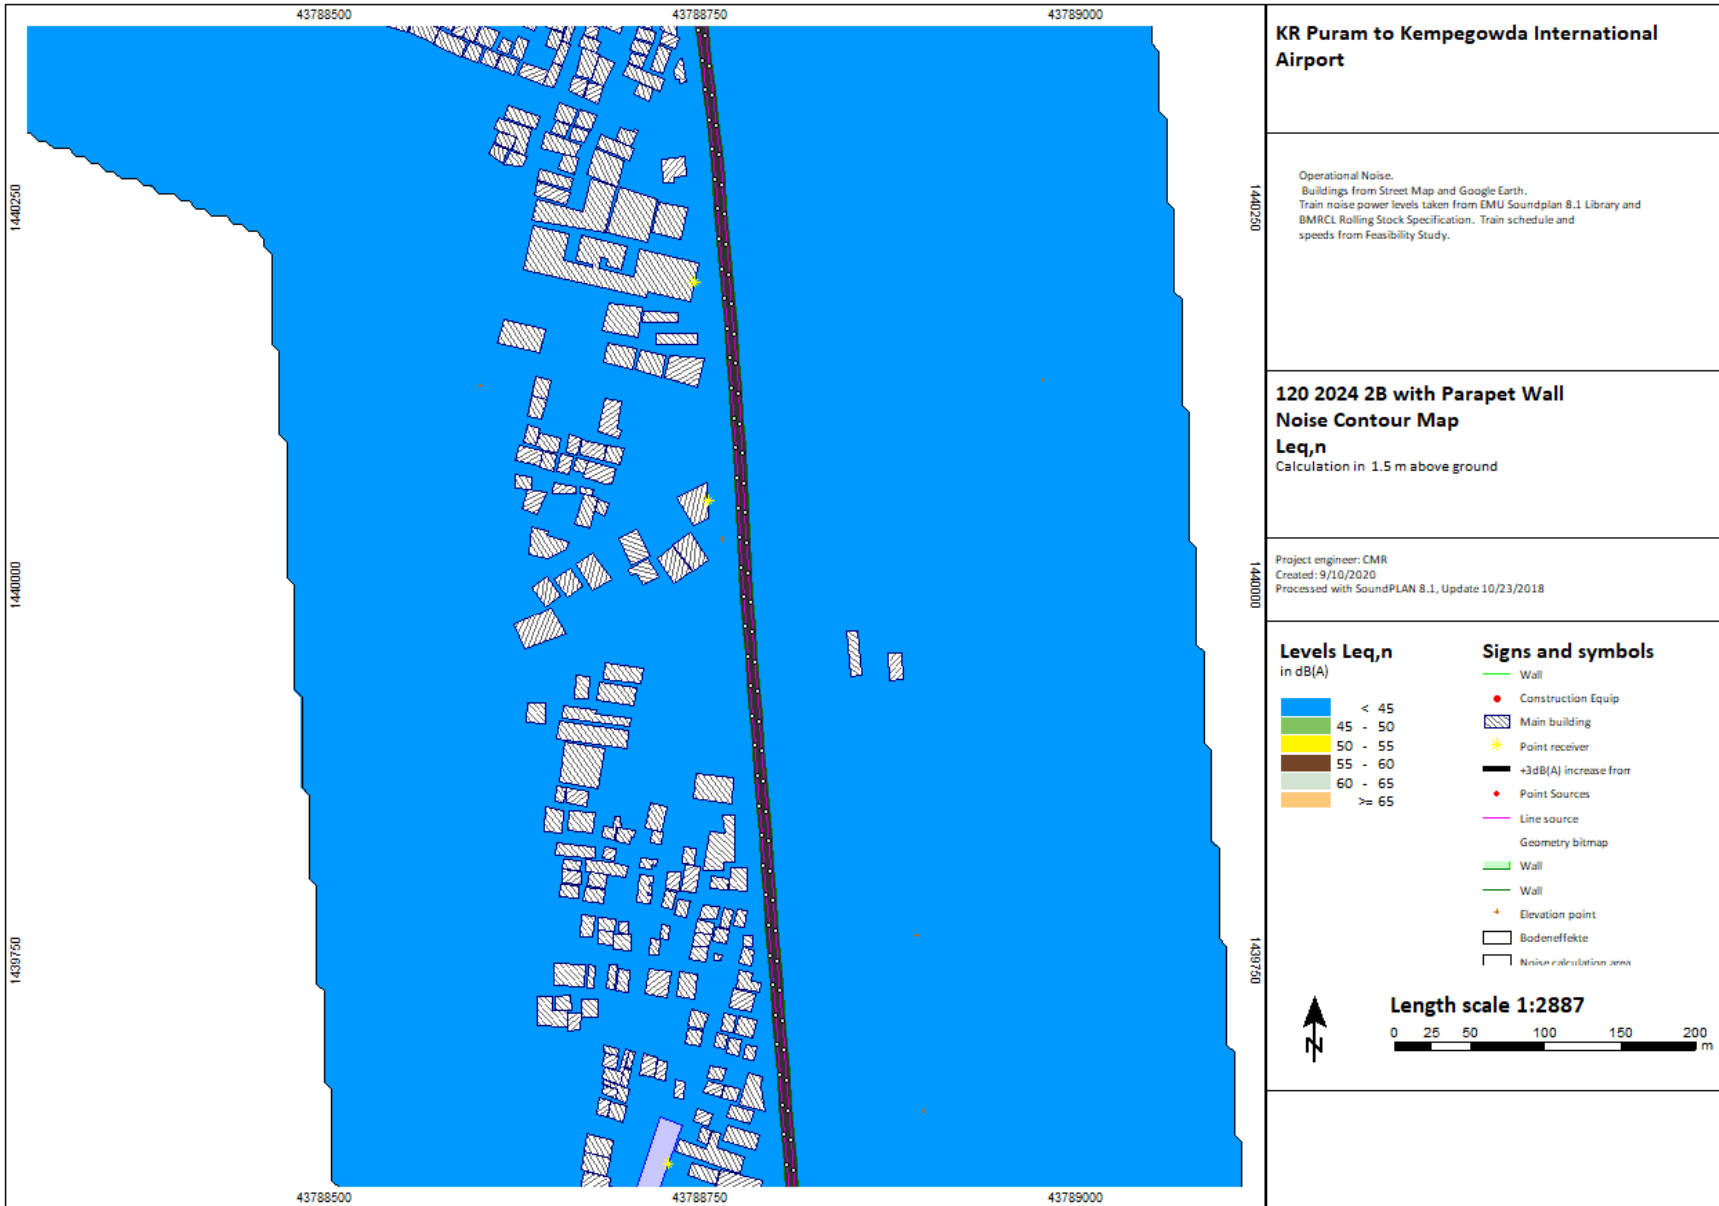 43788500 43788750 43789000
1440250
1440000
1439750
1440250
1440000
1439750
43788500 43788750 43789000
KR Puram to Kempegowda International
Airport
Operational Noise.
Buildings from Street Map and Google Earth.
Train noise power levels taken from EMU Soundplan 8.1 Library and
BMRCL Rolling Stock Specification. Train schedule and
speeds from Feasibility Study.
120 2024 2B with Parapet Wall
Noise Contour Map
Leq,n
Calculation in 1.5 m above ground
Project engineer: CMR
Created: 9/10/2020
Processed with SoundPLAN 8.1, Update 10/23/2018
Levels Leq,n
in dB(A)
< 45
45 - 50
50 - 55
55 - 60
60 - 65
>= 65
Signs and symbols
Wall
Construction Equip
Main building
Point receiver
+3dB(A) increase from
Point Sources
Line source
Geometry bitmap
Wall
Wall
Elevation point
Bodeneffekte
Noise calculation area
N
Length scale 1:2887
0 25 50 100 150 200
m